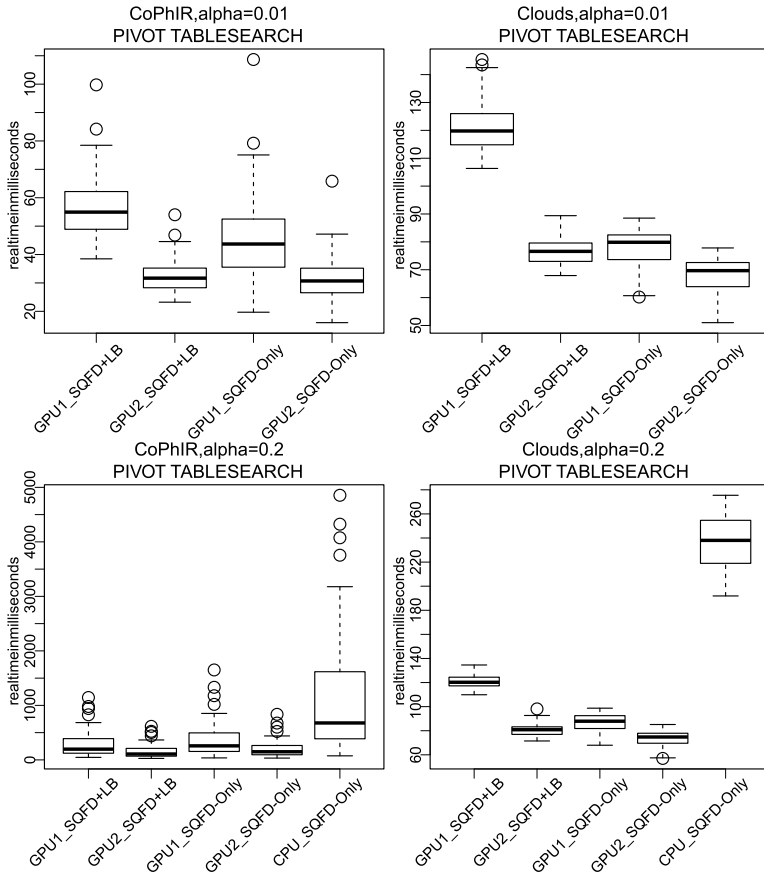 CoPhIR,alpha=0.01
PIVOT TABLESEARCH
realtimeinmilliseconds
100
80
60
40
20
GPU1_SQFD+LB
GPU2_SQFD+LB
GPU1_SQFD-Only
GPU2_SQFD-Only
Clouds,alpha=0.01
PIVOT TABLESEARCH
realtimeinmilliseconds
130
110
90
70
50
GPU1_SQFD+LB
GPU2_SQFD+LB
GPU1_SQFD-Only
GPU2_SQFD-Only
CoPhIR,alpha=0.2
PIVOT TABLESEARCH
realtimeinmilliseconds
5000
4000
3000
2000
1000
0
GPU1_SQFD+LB
GPU2_SQFD+LB
GPU1_SQFD-Only
GPU2_SQFD-Only
CPU_SQFD-Only
Clouds,alpha=0.2
PIVOT TABLESEARCH
realtimeinmilliseconds
260
220
180
140
100
60
GPU1_SQFD+LB
GPU2_SQFD+LB
GPU1_SQFD-Only
GPU2_SQFD-Only
CPU_SQFD-Only